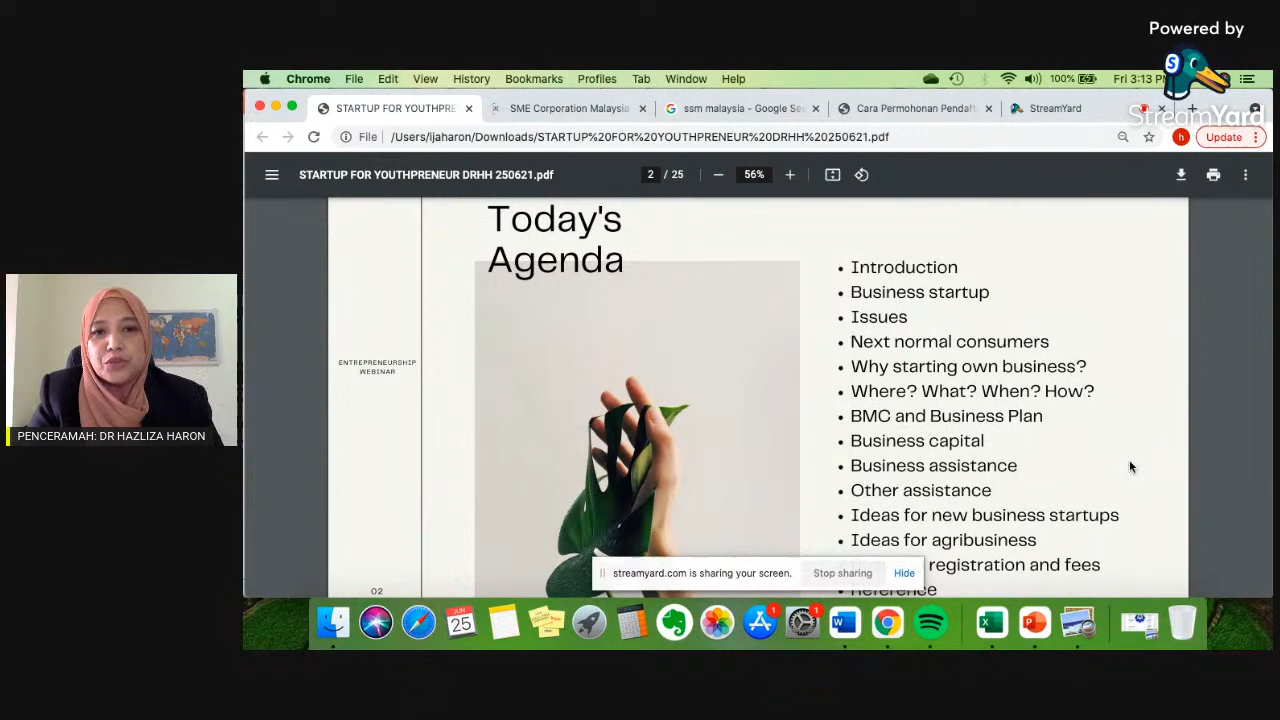 Powered by
S
StreamYard
Chrome File Edit View History Bookmarks Profiles Tab Window Help 100% Fri 3:13
STARTUP FOR YOUTHPRE
SME Corporation Malaysia
ssm malaysia - Google Se
Cara Permohonan Pendaft
StreamYard
File /Users/ijaharon/Downloads/STARTUP%20FOR%20YOUTHPRENEUR%20DRHH%20250621.pdf
h
Update
STARTUP FOR YOUTHPRENEUR DRHH 250621.pdf
2 / 25
56%
Today's
Agenda
ENTREPRENEURSHIP
WEBINAR
02
• Introduction
• Business startup
• Issues
• Next normal consumers
• Why starting own business?
• Where? What? When? How?
• BMC and Business Plan
• Business capital
• Business assistance
• Other assistance
• Ideas for new business startups
• Ideas for agribusiness
registration and fees
Reference
streamyard.com is sharing your screen.
Stop sharing
Hide
PENCERAMAH: DR HAZLIZA HARON
JUN
25
1
1
W
X
P